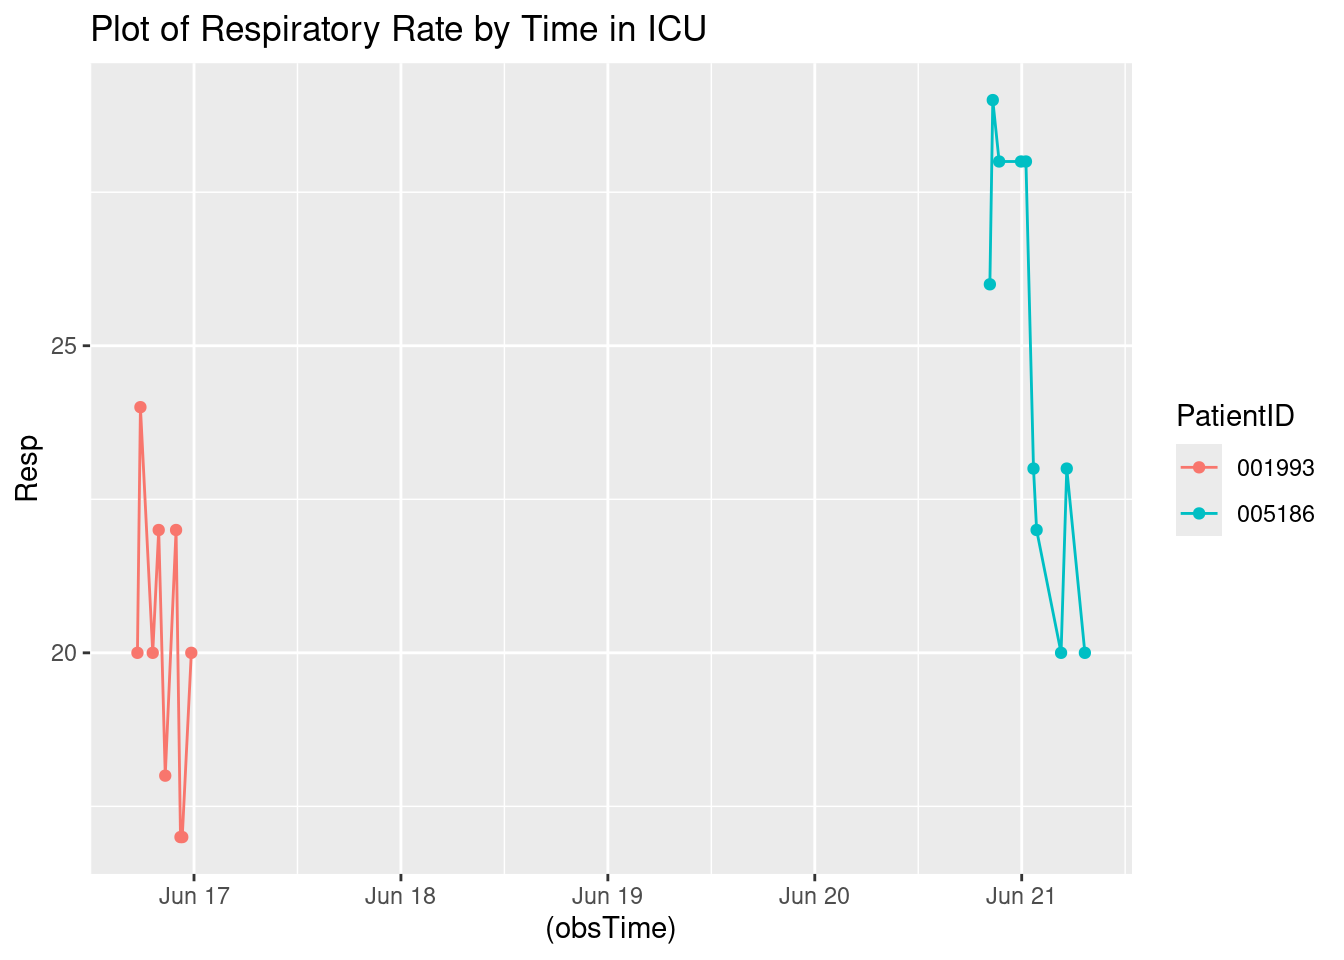 Plot of Respiratory Rate by Time in ICU
Resp
25
20
Jun 17
Jun 18
Jun 19
Jun 20
Jun 21
(obsTime)
PatientID
001993
005186